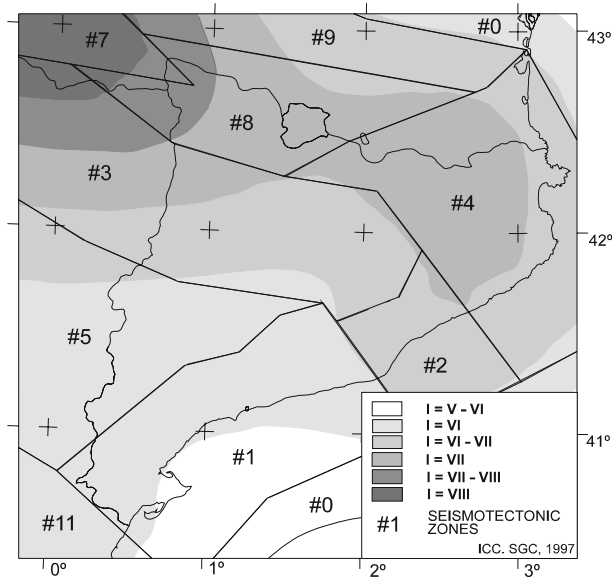 #7
#9
#0
43°
#8
#3
#4
42°
#5
#2
I = V - VI
I = VI
I = VI - VII
I = VII
I = VII - VIII
I = VIII
41°
#1
#0
#1 SEISMOTECTONIC
ZONES
#11
ICC. SGC, 1997
0° 1° 2° 3°